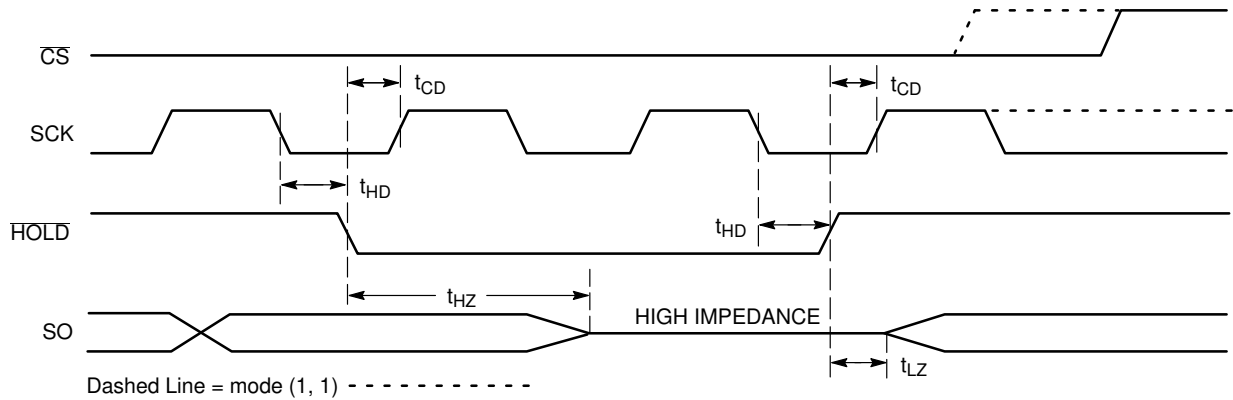 CS
tCD
tCD
SCK
tHD
HOLD
tHD
tHZ
HIGH IMPEDANCE
SO
tLZ
Dashed Line = mode (1, 1)